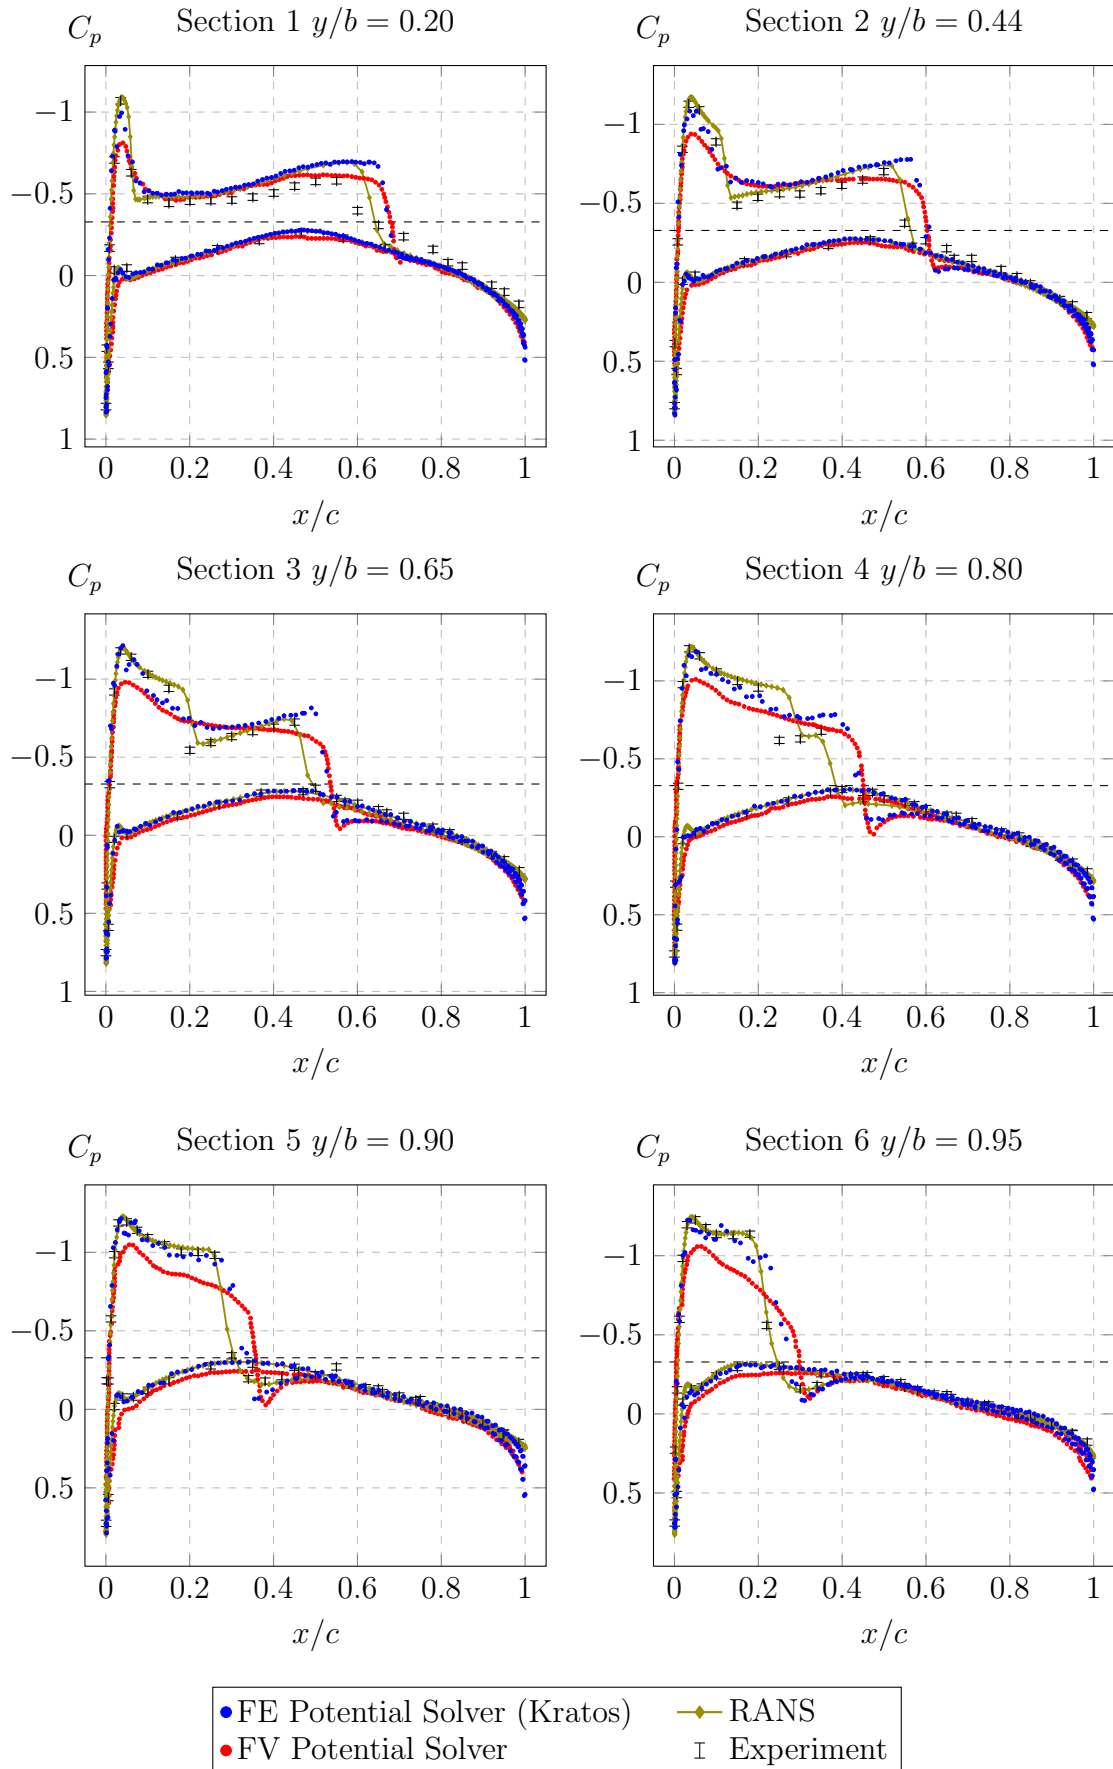 C_p Section 1 y/b = 0.20
−1
−0.5
0
0.5
1
0 0.2 0.4 0.6 0.8 1
x/c
C_p Section 2 y/b = 0.44
−1
−0.5
0
0.5
1
0 0.2 0.4 0.6 0.8 1
x/c
C_p Section 3 y/b = 0.65
−1
−0.5
0
0.5
1
0 0.2 0.4 0.6 0.8 1
x/c
C_p Section 4 y/b = 0.80
−1
−0.5
0
0.5
1
0 0.2 0.4 0.6 0.8 1
x/c
C_p Section 5 y/b = 0.90
−1
−0.5
0
0.5
0 0.2 0.4 0.6 0.8 1
x/c
C_p Section 6 y/b = 0.95
−1
−0.5
0
0.5
0 0.2 0.4 0.6 0.8 1
x/c
FE Potential Solver (Kratos) RANS
FV Potential Solver Experiment